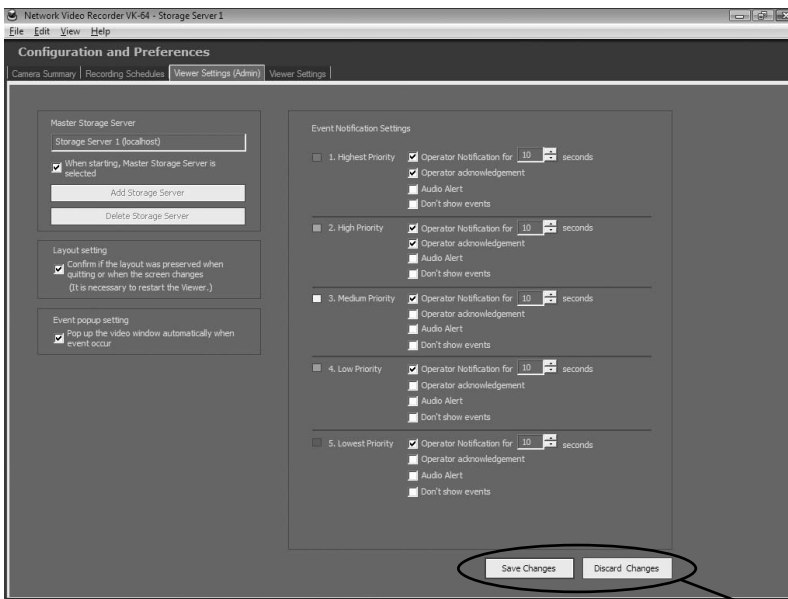 Network Video Recorder VK-64 - Storage Server 1
File Edit View Help
Configuration and Preferences
Camera Summary Recording Schedules Viewer Settings (Admin) Viewer Settings
Master Storage Server
Storage Server 1 (localhost)
When starting, Master Storage Server is
selected
Add Storage Server
Delete Storage Server
Layout setting
Confirm if the layout was preserved when
quitting or when the screen changes
(It is necessary to restart the Viewer.)
Event popup setting
Pop up the video window automatically when
event occur
Event Notification Settings
1. Highest Priority Operator Notification for 10 seconds
Operator acknowledgement
Audio Alert
Don't show events
2. High Priority Operator Notification for 10 seconds
Operator acknowledgement
Audio Alert
Don't show events
3. Medium Priority Operator Notification for 10 seconds
Operator acknowledgement
Audio Alert
Don't show events
4. Low Priority Operator Notification for 10 seconds
Operator acknowledgement
Audio Alert
Don't show events
5. Lowest Priority Operator Notification for 10 seconds
Operator acknowledgement
Audio Alert
Don't show events
Save Changes Discard Changes